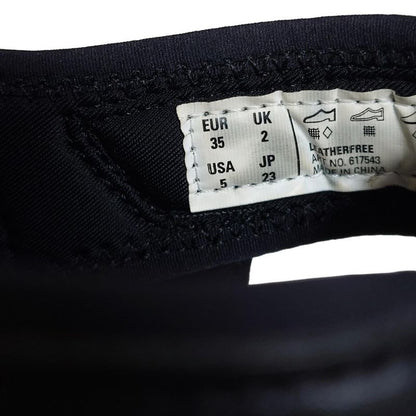 EUR UK
35 2
USA JP
5 23
LEATHERFREE
ART NO. 617543
MADE IN CHINA